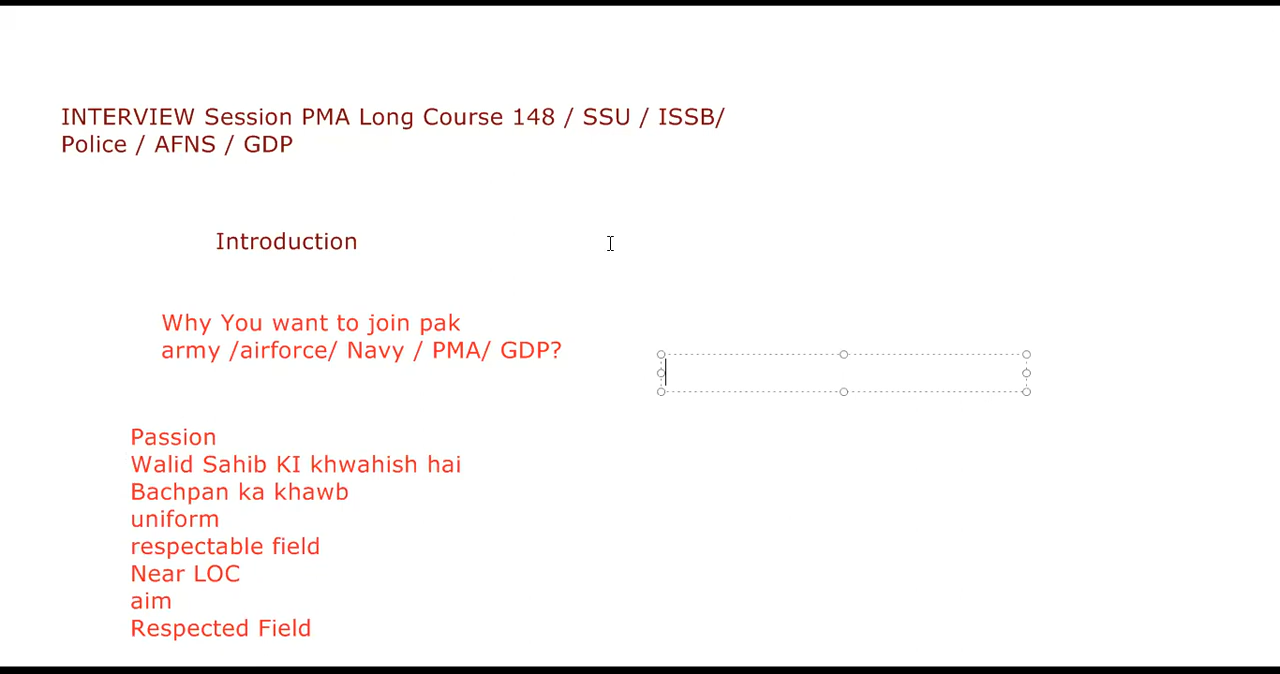 INTERVIEW Session PMA Long Course 148 / SSU / ISSB/
Police / AFNS / GDP
Introduction
Why You want to join pak
army /airforce/ Navy / PMA/ GDP?
Passion
Walid Sahib KI khwahish hai
Bachpan ka khawb
uniform
respectable field
Near LOC
aim
Respected Field